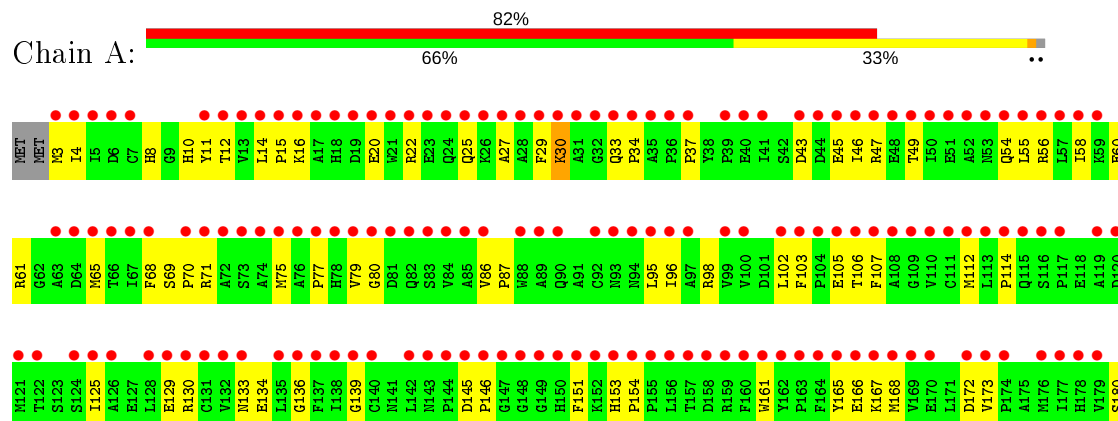 82%
Chain A:
66% 33% ••
MET MET M3 I4 I5 D6 C7 H8 G9 H10 Y11 T12 V13 L14 P15 K16 A17 H18 D19 E20 W21 R22 E23 Q24 Q25 K26 A27 A28 F29 K30 A31 G32 Q33 P34 A35 P36 P37 Y38 P39 E40 I41 S42 D43 D44 E45 I46 R47 E48 T49 I50 E51 A52 N53 Q54 L55 R56 L57 I58 K59
R61 G62 A63 D64 M65 T66 I67 F68 S69 P70 R71 A72 S73 A74 M75 A76 P77 H78 V79 G80 D81 Q82 S83 V84 A85 V86 P87 W88 A89 Q90 A91 C92 N93 N94 L95 I96 A97 R98 V99 V100 D101 L102 F103 P104 E105 T106 F107 A108 G109 V110 C111 M112 L113 P114 Q115 S116 P117 E118 A119 D120
M121 T122 S123 S124 I125 A126 E127 L128 E129 R130 C131 V132 N133 E134 L135 G136 F137 I138 G139 C140 N141 L142 N143 P144 D145 P146 G147 G148 G149 H150 F151 K152 H153 P154 P155 L156 T157 D158 R159 F160 W161 Y162 P163 F164 Y165 E166 K167 M168 V169 E170 L171 D172 V173 P174 A175 M176 I177 H178 V179 S180